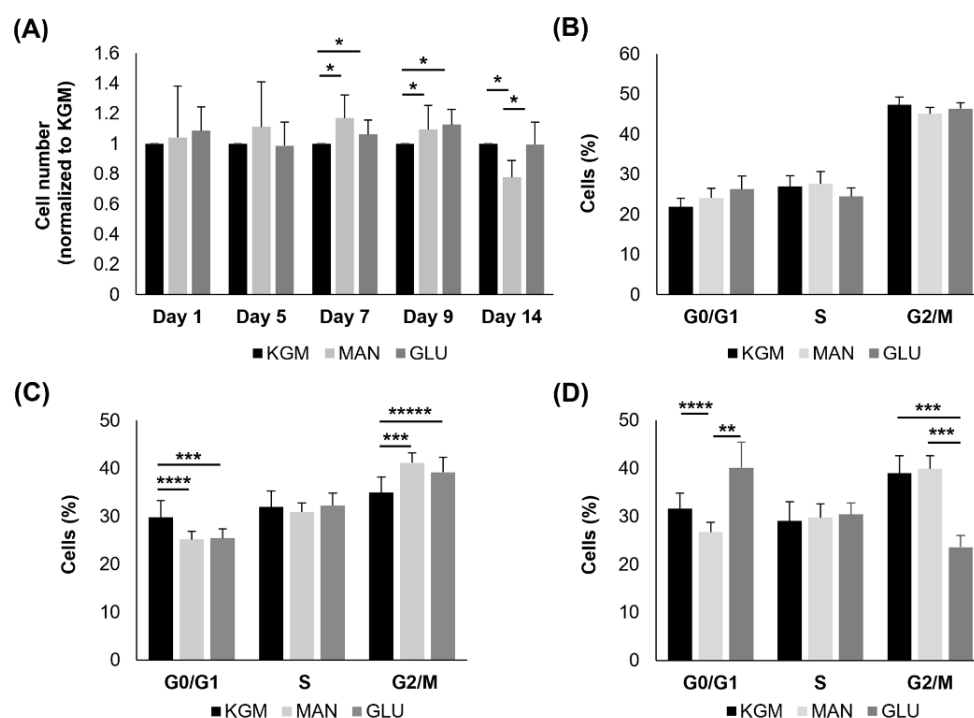 (A)
Cell number
(normalized to KGM)
1.6
1.4
1.2
1
0.8
0.6
0.4
0.2
0
* * * * * *
Day 1 Day 5 Day 7 Day 9 Day 14
KGM MAN GLU
(B)
Cells (%)
60
50
40
30
20
10
0
G0/G1 S G2/M
KGM MAN GLU
(C)
Cells (%)
50
40
30
20
10
0
***
****
*****
***
G0/G1 S G2/M
KGM MAN GLU
(D)
Cells (%)
50
40
30
20
10
0
****
**
***
***
G0/G1 S G2/M
KGM MAN GLU